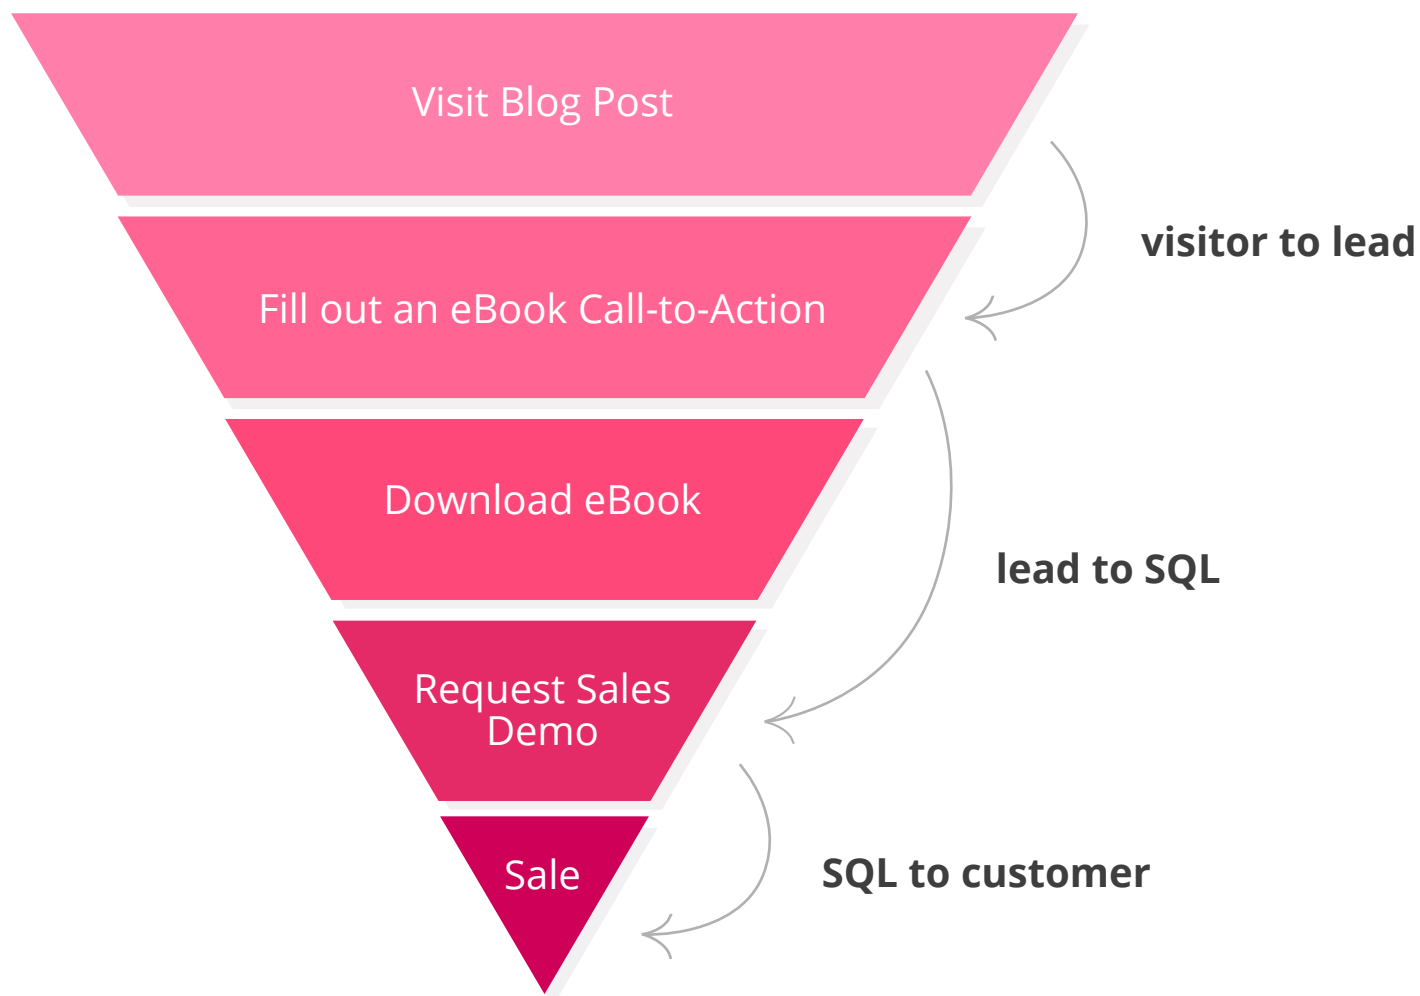 Visit Blog Post
visitor to lead
Fill out an eBook Call-to-Action
Download eBook
lead to SQL
Request Sales
Demo
Sale
SQL to customer